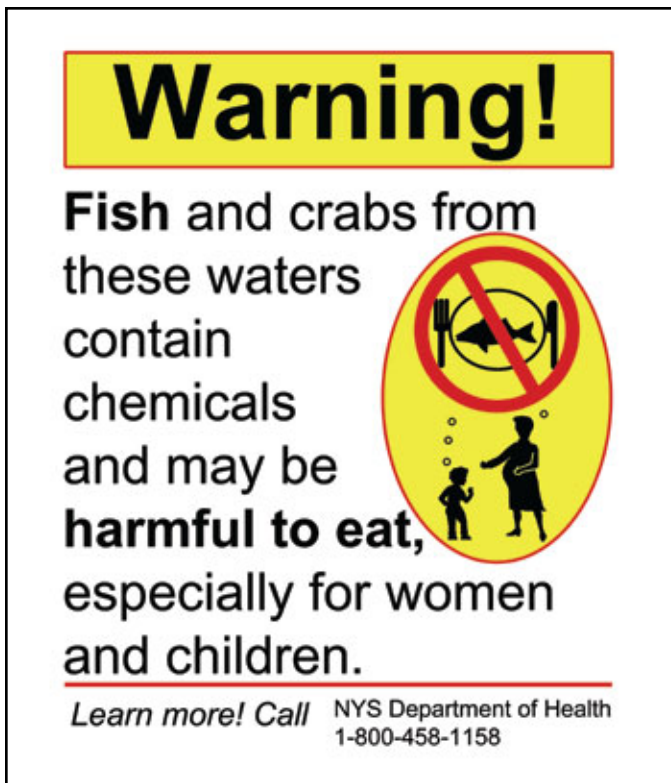 Warning!
Fish and crabs from
these waters
contain
chemicals
and may be
harmful to eat,
especially for women
and children.
Learn more! Call
NYS Department of Health
1-800-458-1158